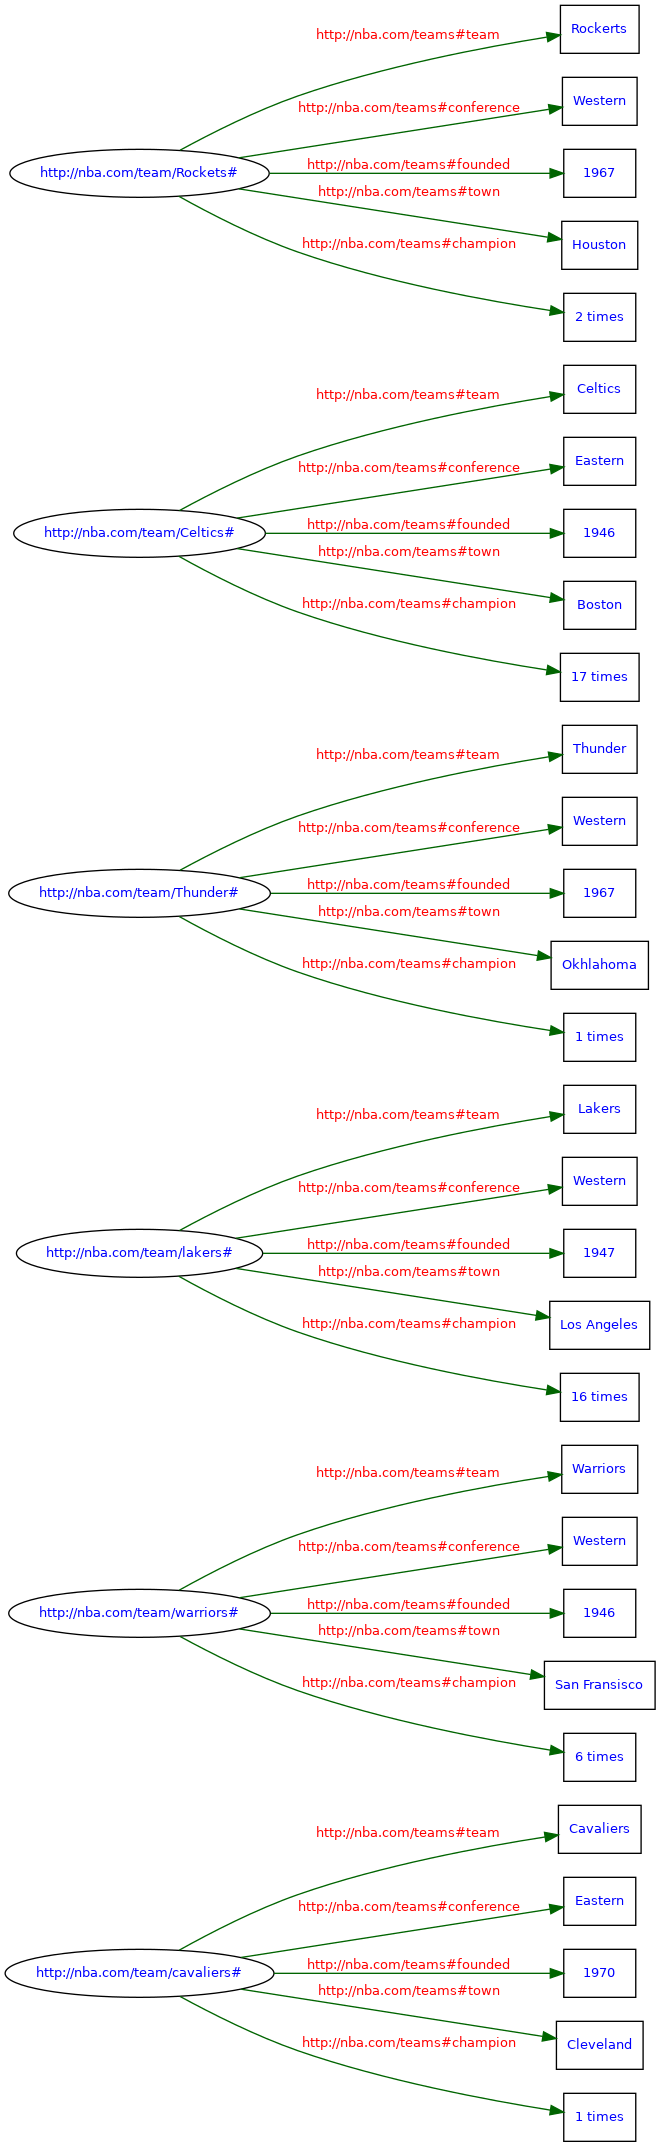 http://nba.com/teams#team
Rockerts
http://nba.com/teams#conference
Western
http://nba.com/team/Rockets#
http://nba.com/teams#founded
1967
http://nba.com/teams#town
Houston
http://nba.com/teams#champion
2 times
http://nba.com/teams#team
Celtics
http://nba.com/teams#conference
Eastern
http://nba.com/team/Celtics#
http://nba.com/teams#founded
1946
http://nba.com/teams#town
Boston
http://nba.com/teams#champion
17 times
http://nba.com/teams#team
Thunder
http://nba.com/teams#conference
Western
http://nba.com/team/Thunder#
http://nba.com/teams#founded
1967
http://nba.com/teams#town
Okhlahoma
http://nba.com/teams#champion
1 times
http://nba.com/teams#team
Lakers
http://nba.com/teams#conference
Western
http://nba.com/team/lakers#
http://nba.com/teams#founded
1947
http://nba.com/teams#town
Los Angeles
http://nba.com/teams#champion
16 times
http://nba.com/teams#team
Warriors
http://nba.com/teams#conference
Western
http://nba.com/team/warriors#
http://nba.com/teams#founded
1946
http://nba.com/teams#town
San Fransisco
http://nba.com/teams#champion
6 times
http://nba.com/teams#team
Cavaliers
http://nba.com/teams#conference
Eastern
http://nba.com/team/cavaliers#
http://nba.com/teams#founded
1970
http://nba.com/teams#town
Cleveland
http://nba.com/teams#champion
1 times